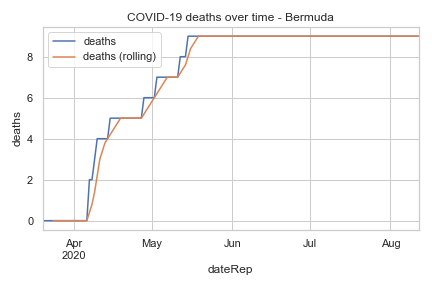 COVID-19 deaths over time - Bermuda
deaths
deaths (rolling)
deaths
8
6
4
2
0
Apr May Jun Jul Aug
2020
dateRep